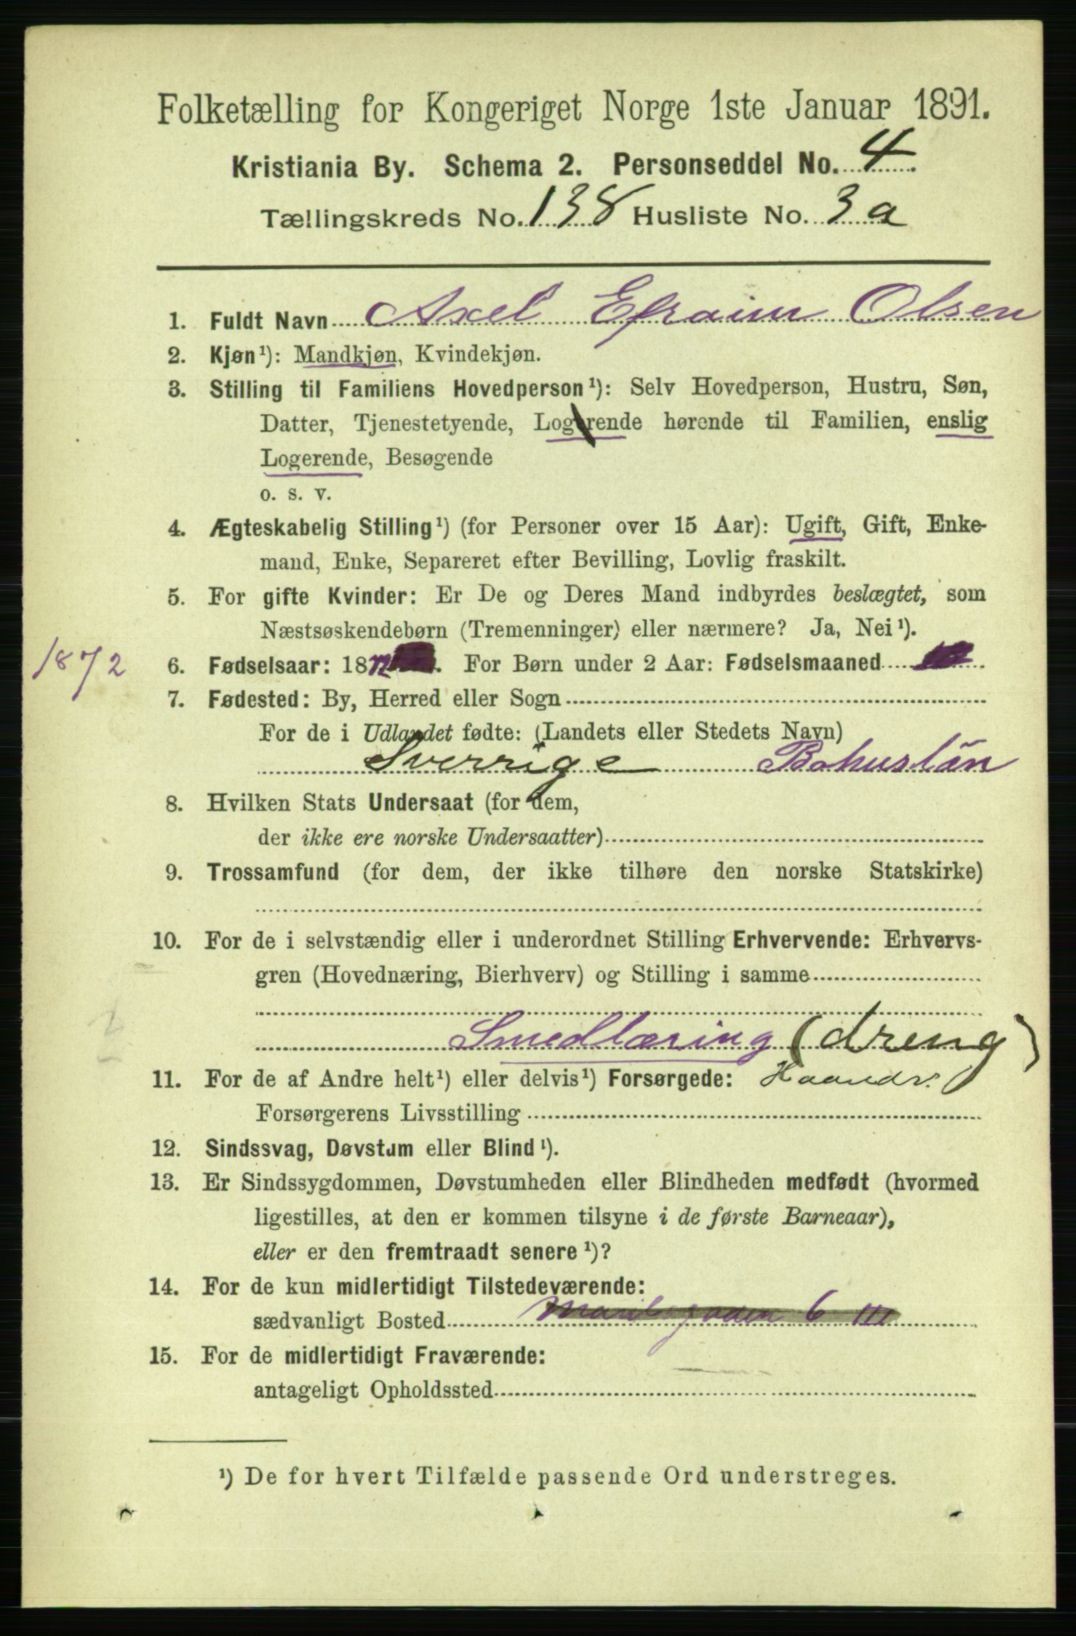 Folketælling for Kongeriget Norge 1ste Januar 1891.
Kristiania By. Schema 2. Personseddel No. 4
Tællingskreds No. 138 Husliste No. 3 a
1. Fuldt Navn Axel Efraim Olsen
2. Kjøn¹): Mandkjøn, Kvindekjøn.
3. Stilling til Familiens Hovedperson¹): Selv Hovedperson, Hustru, Søn,
Datter, Tjenestetyende, Logerende hørende til Familien, enslig
Logerende, Besøgende
o. s. v.
4. Ægteskabelig Stilling¹) (for Personer over 15 Aar): Ugift, Gift, Enke-
mand, Enke, Separeret efter Bevilling, Lovlig fraskilt.
5. For gifte Kvinder: Er De og Deres Mand indbyrdes beslægtet, som
Næstsøskendebørn (Tremenninger) eller nærmere? Ja, Nei¹).
1872 6. Fødselsaar: 1872. For Børn under 2 Aar: Fødselsmaaned
7. Fødested: By, Herred eller Sogn
For de i Udlandet fødte: (Landets eller Stedets Navn)
Sverrige Bohuslän
8. Hvilken Stats Undersaat (for dem,
der ikke ere norske Undersaatter)
9. Trossamfund (for dem, der ikke tilhøre den norske Statskirke)
10. For de i selvstændig eller i underordnet Stilling Erhvervende: Erhvervs-
gren (Hovednæring, Bierhverv) og Stilling i samme
Smedlæring (dreng)
11. For de af Andre helt¹) eller delvis¹) Forsørgede: Haandv.
Forsørgerens Livsstilling
12. Sindssvag, Døvstum eller Blind¹).
13. Er Sindssygdommen, Døvstumheden eller Blindheden medfødt (hvormed
ligestilles, at den er kommen tilsyne i de første Barneaar),
eller er den fremtraadt senere¹)?
14. For de kun midlertidigt Tilstedeværende:
sædvanligt Bosted 6 III
15. For de midlertidigt Fraværende:
antageligt Opholdssted
¹) De for hvert Tilfælde passende Ord understreges.